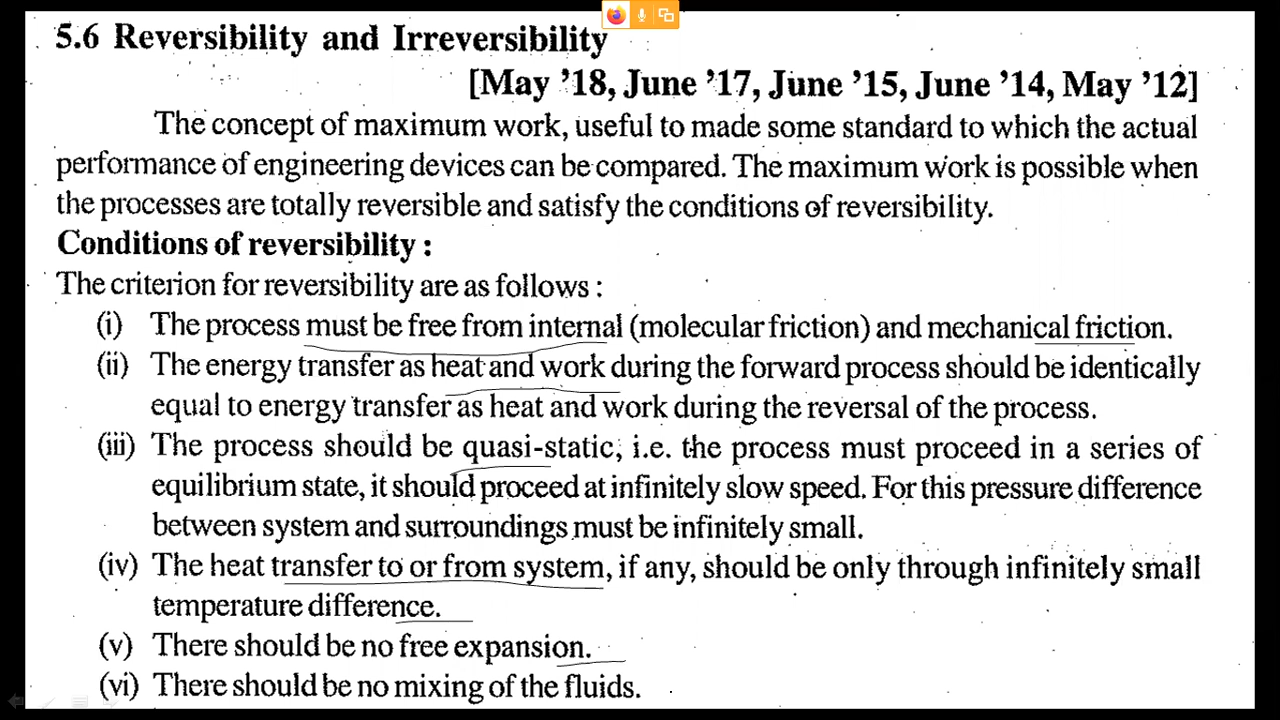 5.6 Reversibility and Irreversibility
[May ’18, June ’17, June ’15, June ’14, May ’12]
The concept of maximum work, useful to made some standard to which the actual
performance of engineering devices can be compared. The maximum work is possible when
the processes are totally reversible and satisfy the conditions of reversibility.
Conditions of reversibility :
The criterion for reversibility are as follows :
(i) The process must be free from internal (molecular friction) and mechanical friction.
(ii) The energy transfer as heat and work during the forward process should be identically
equal to energy transfer as heat and work during the reversal of the process.
(iii) The process should be quasi-static, i.e. the process must proceed in a series of
equilibrium state, it should proceed at infinitely slow speed. For this pressure difference
between system and surroundings must be infinitely small.
(iv) The heat transfer to or from system, if any, should be only through infinitely small
temperature difference.
(v) There should be no free expansion.
(vi) There should be no mixing of the fluids.